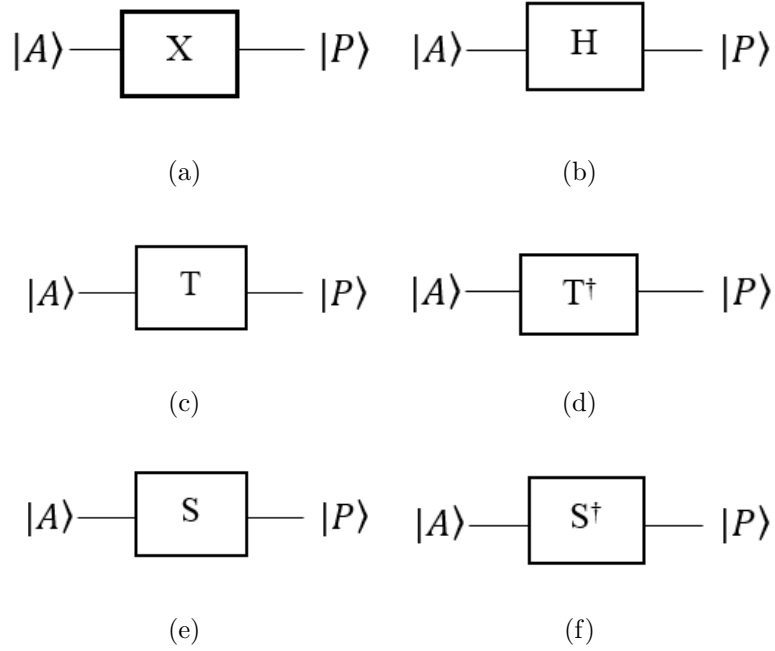 |A⟩ X |P⟩ |A⟩ H |P⟩
(a) (b)
|A⟩ T |P⟩ |A⟩ T† |P⟩
(c) (d)
|A⟩ S |P⟩ |A⟩ S† |P⟩
(e) (f)